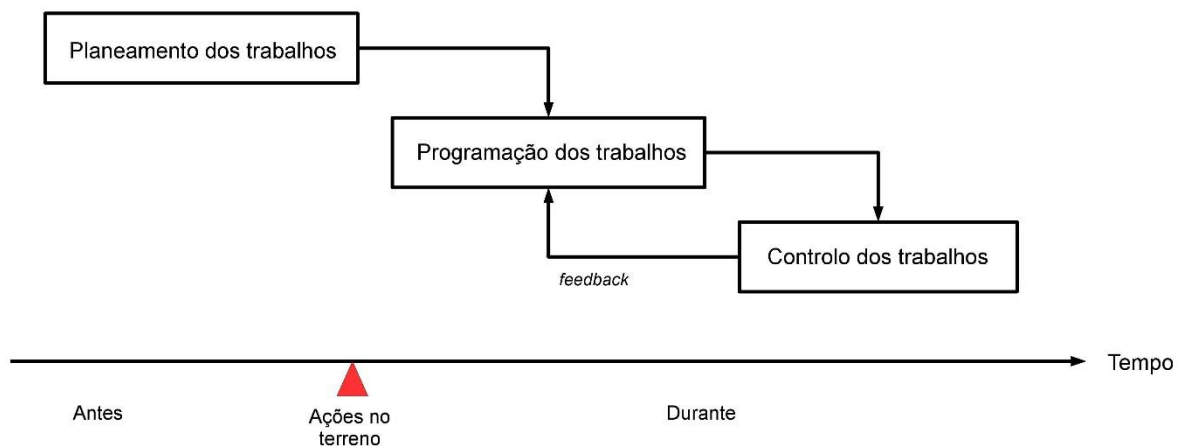 Planeamento dos trabalhos
Programação dos trabalhos
Controlo dos trabalhos
feedback
Tempo
Antes
Ações no
terreno
Durante